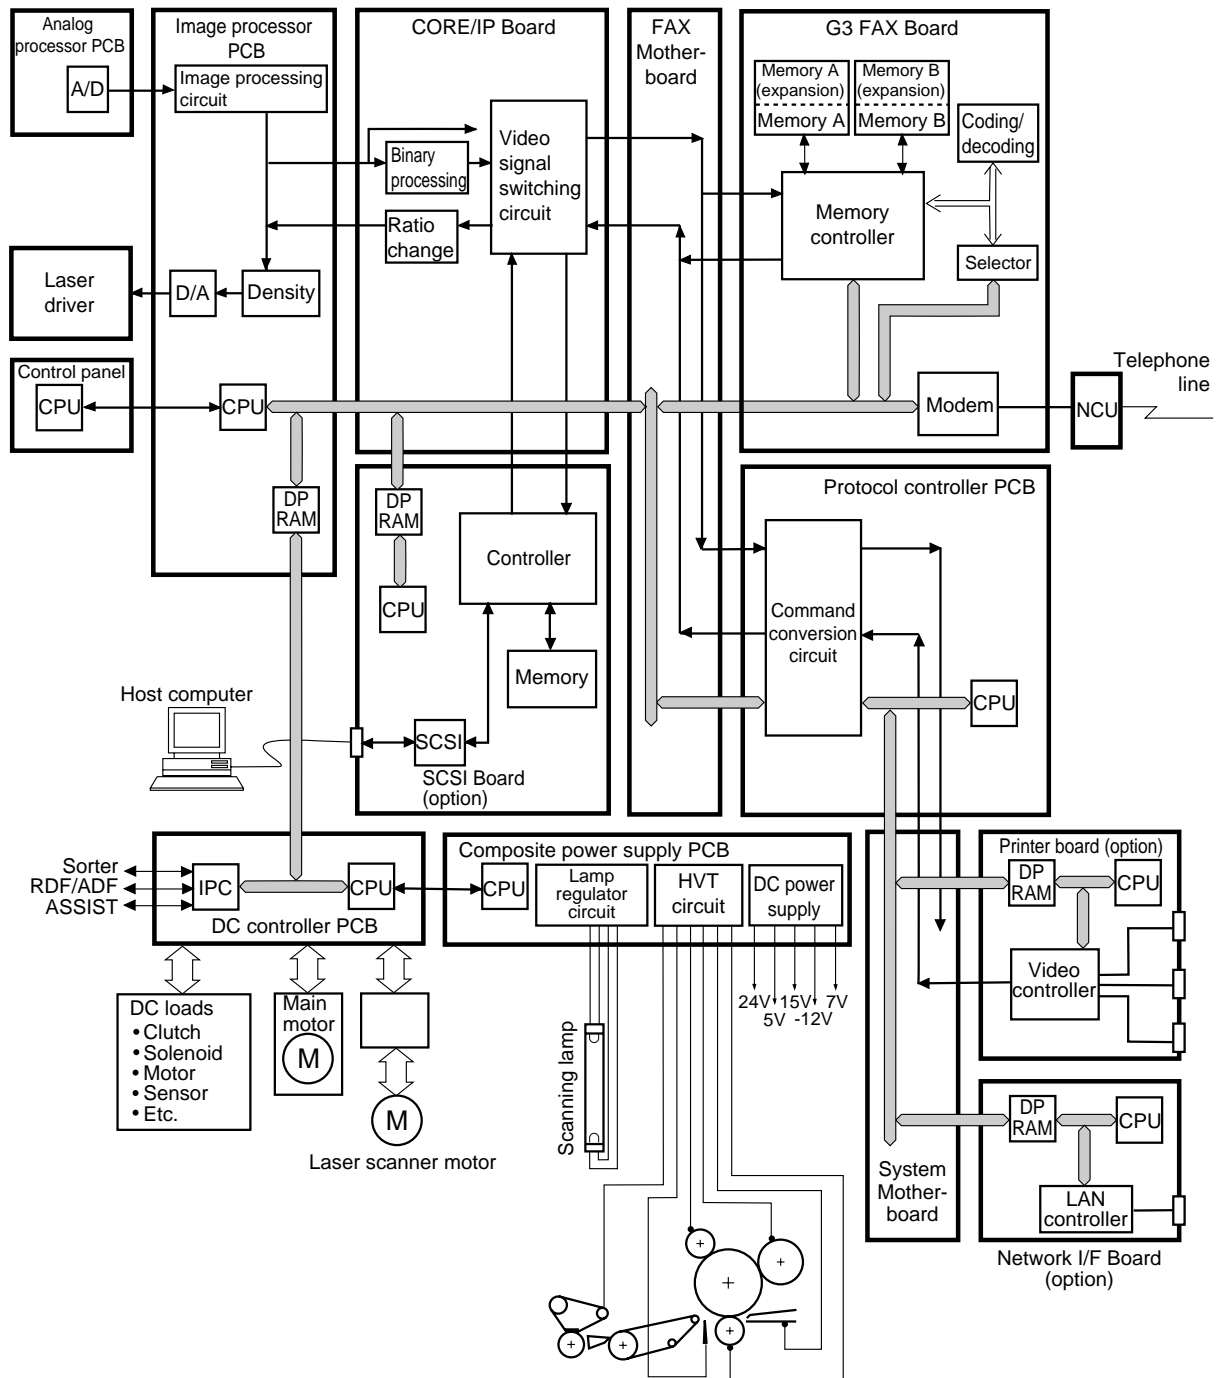 Analog
processor PCB
A/D
Image processor
PCB
Image processing
circuit
CORE/IP Board
Video
signal
switching
circuit
Binary
processing
Ratio
change
FAX
Mother-
board
G3 FAX Board
Memory A
(expansion)
Memory A
Memory B
(expansion)
Memory B
Coding/
decoding
Memory
controller
Selector
Laser
driver
D/A
Density
Control panel
CPU
CPU
Modem
NCU
Telephone
line
DP
RAM
DP
RAM
CPU
Controller
Memory
SCSI
SCSI Board
(option)
Host computer
Protocol controller PCB
Command
conversion
circuit
CPU
Sorter
RDF/ADF
ASSIST
IPC
CPU
DC controller PCB
Composite power supply PCB
CPU
Lamp
regulator
circuit
HVT
circuit
DC power
supply
24V
5V
15V
-12V
7V
DC loads
• Clutch
• Solenoid
• Motor
• Sensor
• Etc.
Main
motor
M
M
Laser scanner motor
Scanning lamp
System
Mother-
board
Printer board (option)
DP
RAM
CPU
Video
controller
DP
RAM
CPU
LAN
controller
Network I/F Board
(option)